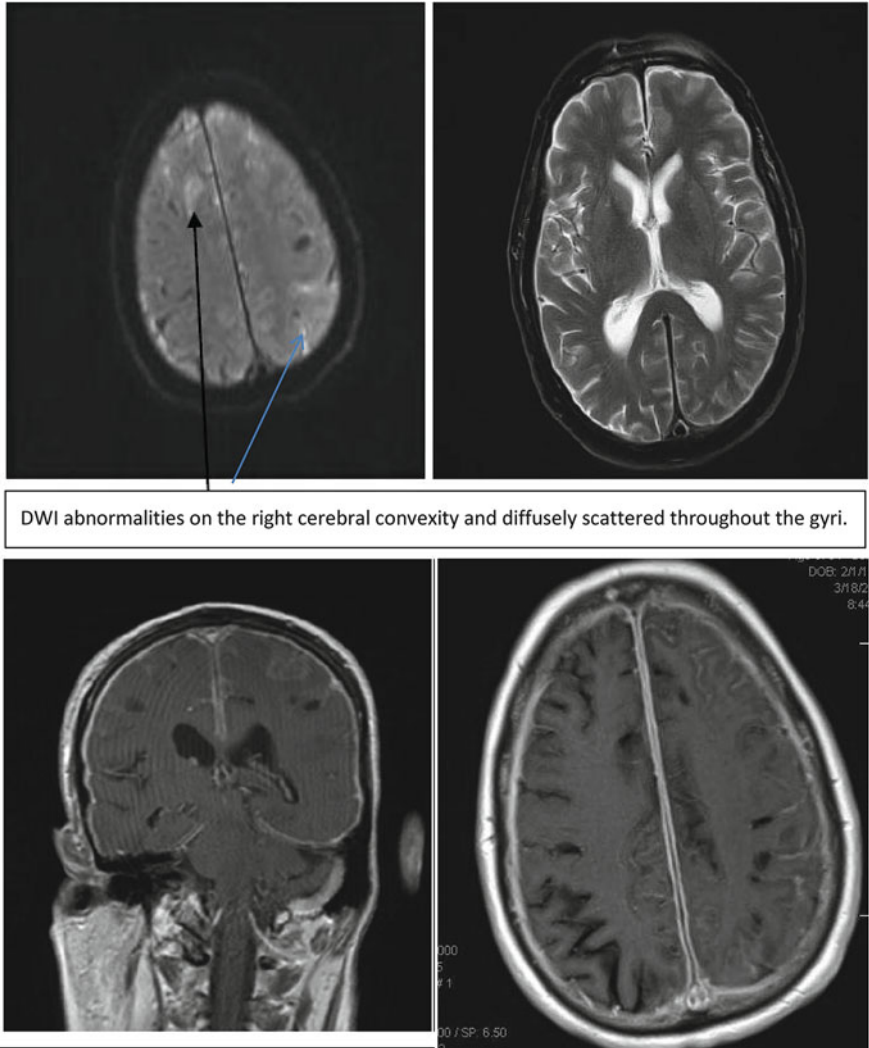 DWI abnormalities on the right cerebral convexity and diffusely scattered throughout the gyri.
DOB: 2/1/1
3/18/2
8:44
000
5
# 1
00 / SP: 6.50